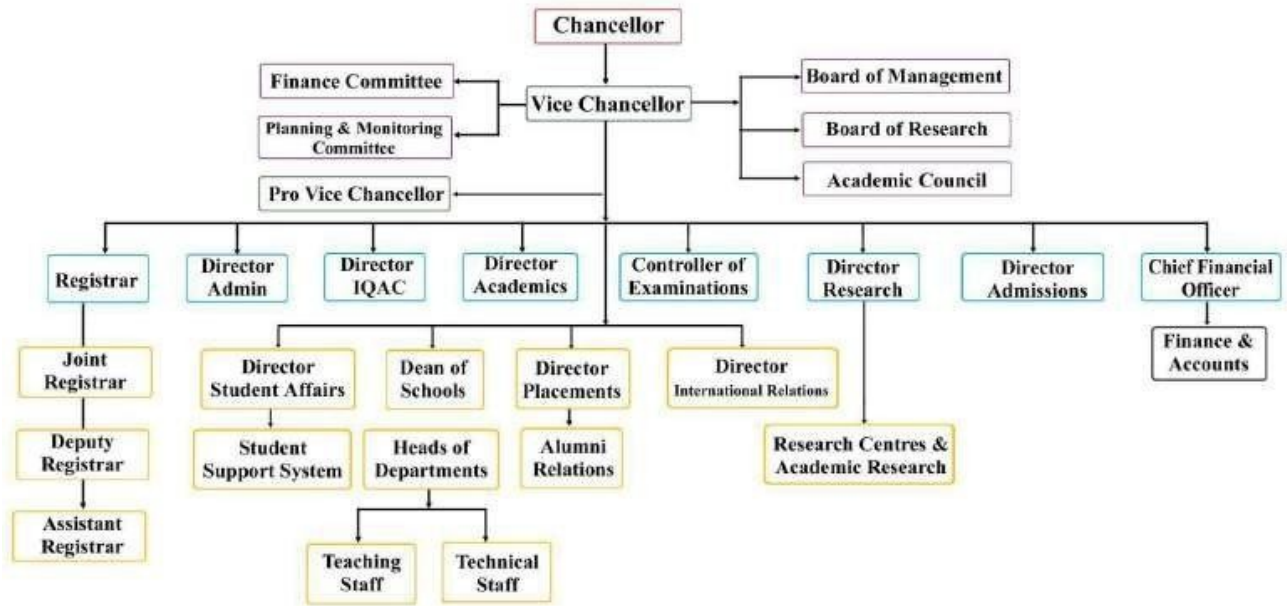 Chancellor
Finance Committee
Vice Chancellor
Board of Management
Planning & Monitoring
Committee
Board of Research
Pro Vice Chancellor
Academic Council
Registrar
Director
Admin
Director
IQAC
Director
Academics
Controller of
Examinations
Director
Research
Director
Admissions
Chief Financial
Officer
Joint
Registrar
Director
Student Affairs
Dean of
Schools
Director
Placements
Director
International Relations
Finance &
Accounts
Deputy
Registrar
Student
Support System
Heads of
Departments
Alumni
Relations
Research Centres &
Academic Research
Assistant
Registrar
Teaching
Staff
Technical
Staff